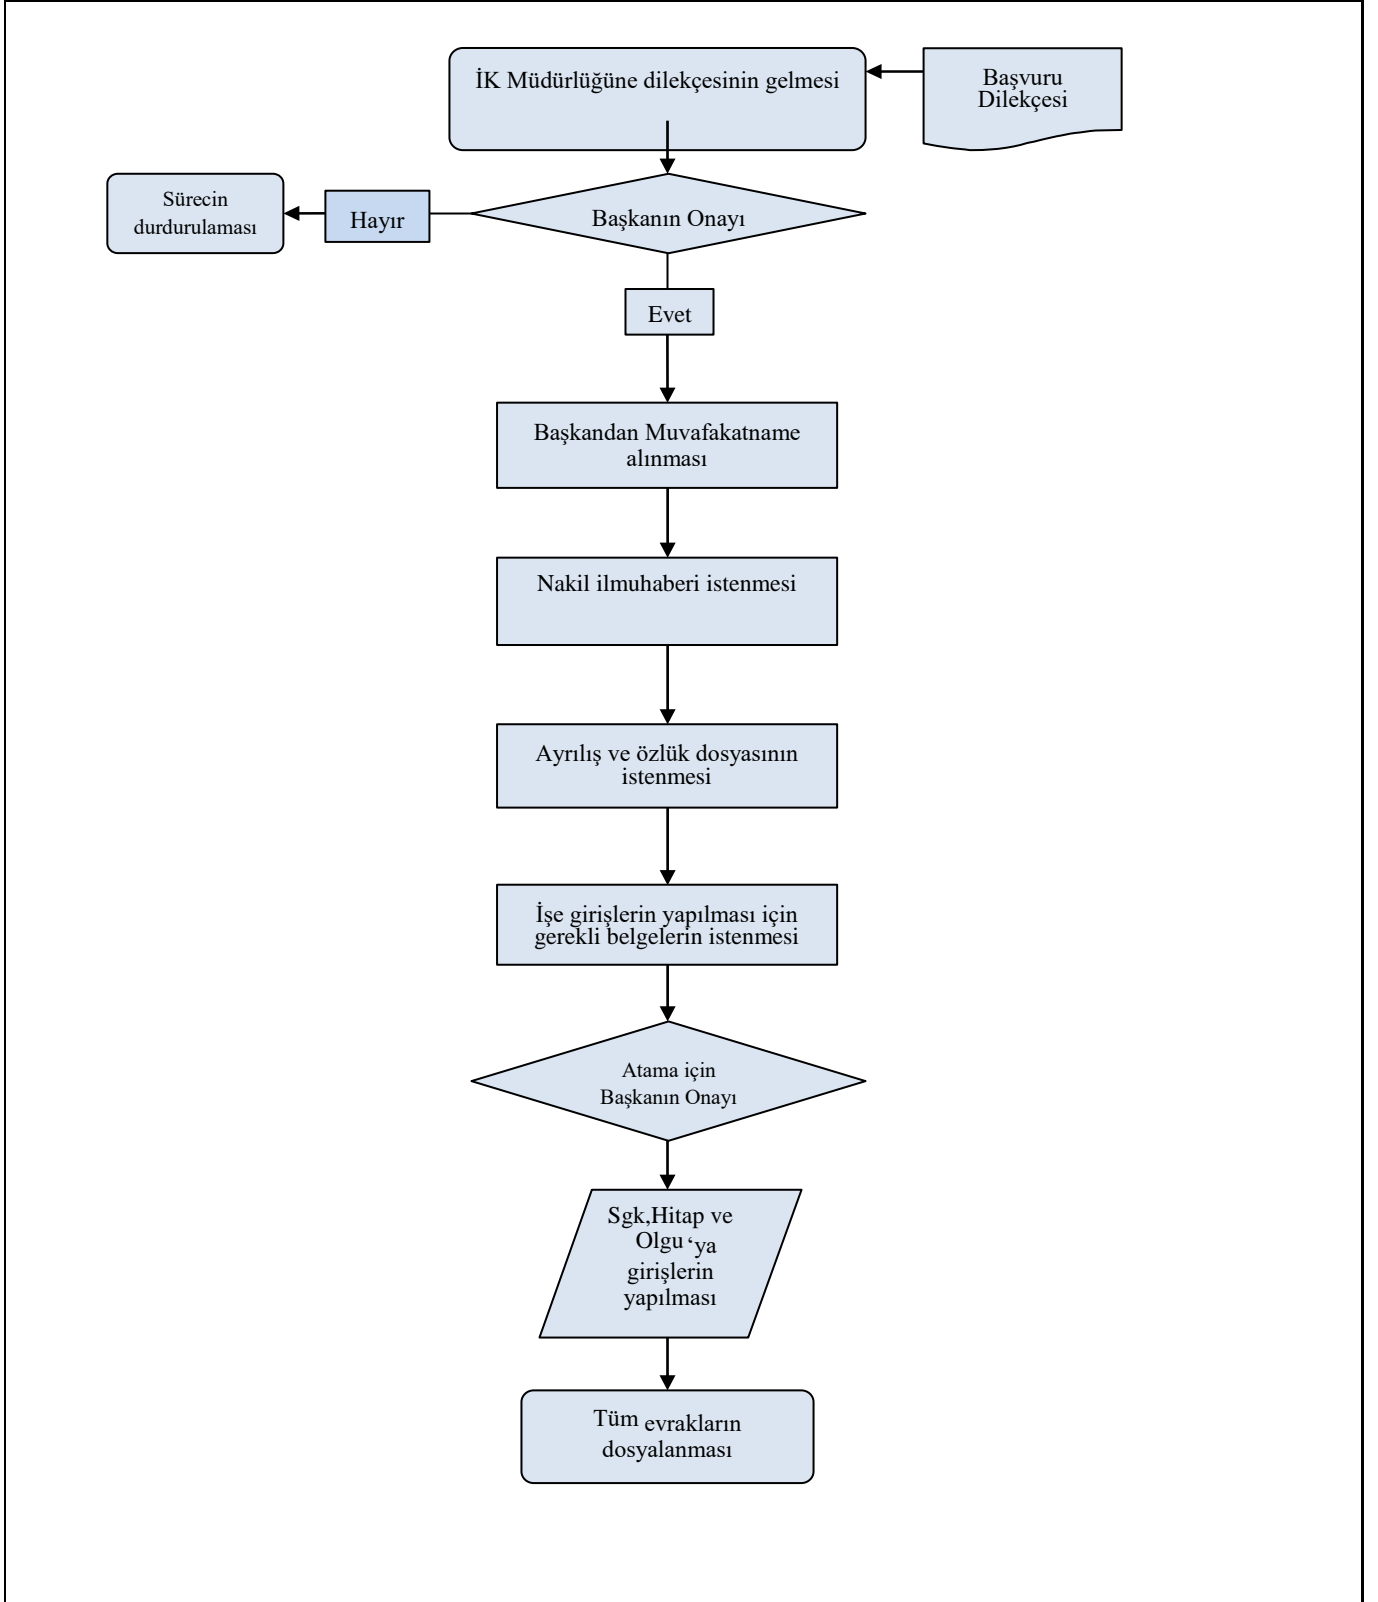 İK Müdürlüğüne dilekçesinin gelmesi
Başvuru
Dilekçesi
Sürecin
durdurulaması
Hayır
Başkanın Onayı
Evet
Başkandan Muvafakatname
alınması
Nakil ilmuhaberi istenmesi
Ayrılış ve özlük dosyasının
istenmesi
İşe girişlerin yapılması için
gerekli belgelerin istenmesi
Atama için
Başkanın Onayı
Sgk,Hitap ve
Olgu ‘ya
girişlerin
yapılması
Tüm evrakların
dosyalanması